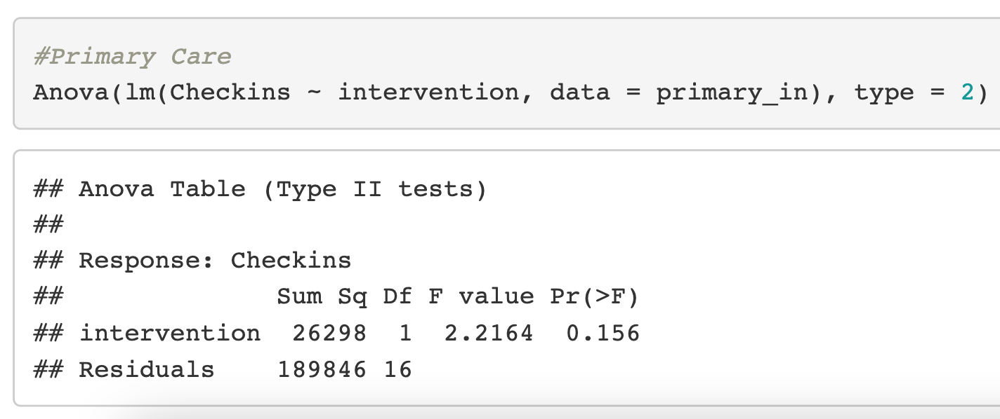 #Primary Care
Anova(lm(Checkins ~ intervention, data = primary_in), type = 2)
## Anova Table (Type II tests)
##
## Response: Checkins
##              Sum Sq Df F value Pr(>F)
## intervention  26298  1  2.2164  0.156
## Residuals    189846 16